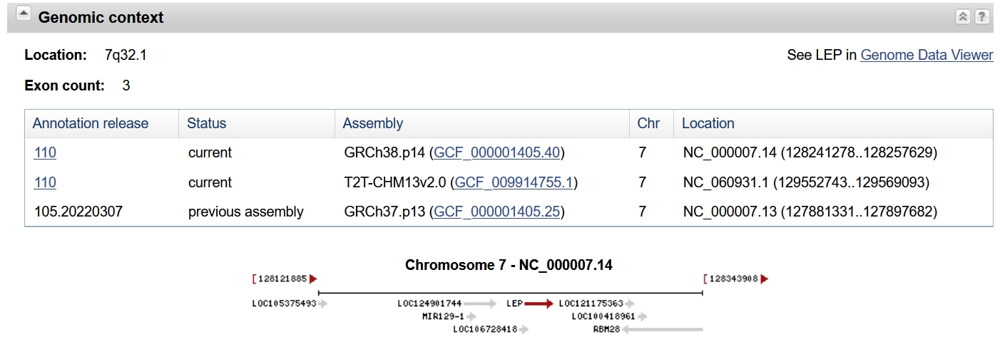 Genomic context
?
Location: 7q32.1
See LEP in Genome Data Viewer
Exon count: 3
Annotation release Status Assembly Chr Location
110 current GRCh38.p14 (GCF_000001405.40) 7 NC_000007.14 (128241278..128257629)
110 current T2T-CHM13v2.0 (GCF_009914755.1) 7 NC_060931.1 (129552743..129569093)
105.20220307 previous assembly GRCh37.p13 (GCF_000001405.25) 7 NC_000007.13 (127881331..127897682)
Chromosome 7 - NC_000007.14
[128121885 [128343908
LOC105375493 LOC124901744 LEP LOC121175363
MIR129-1 LOC100418961
LOC106728418 RBM28